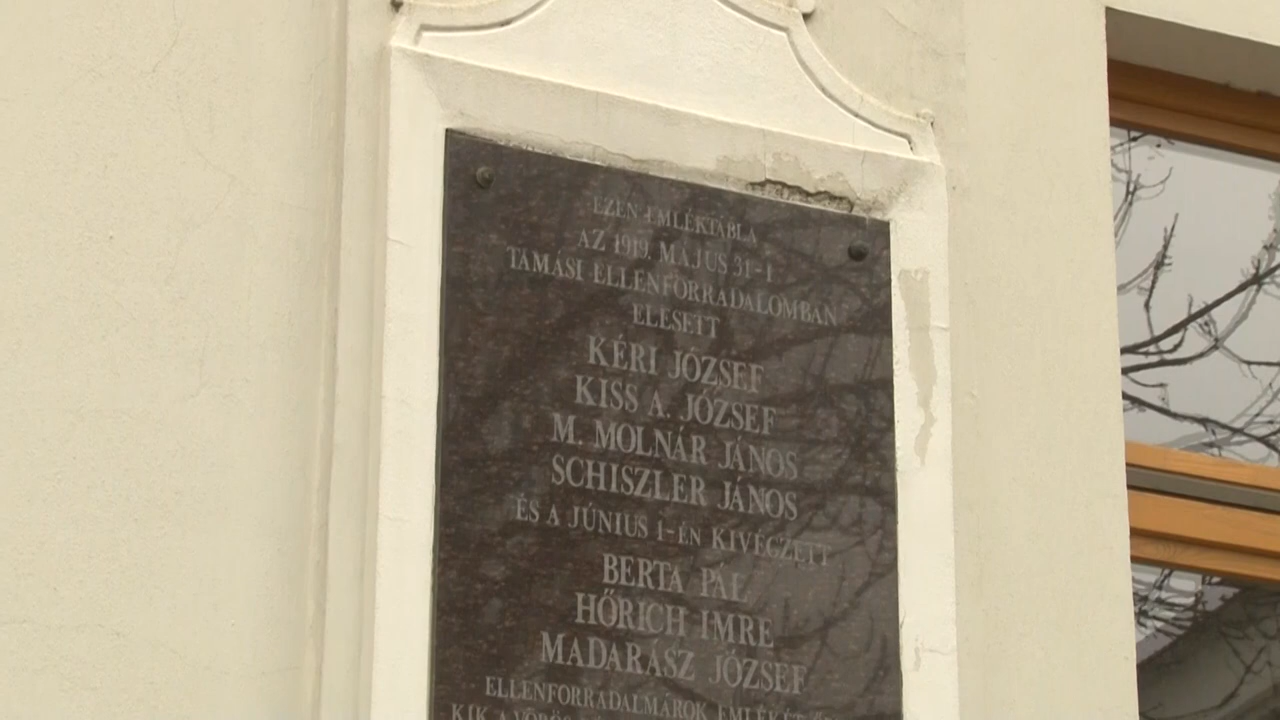 EZEN EMLÉKTÁBLA
AZ 1919. MÁJUS 31-I
TAMÁSI ELLENFORRADALOMBAN
ELESETT
KÉRI JÓZSEF
KISS A. JÓZSEF
M. MOLNÁR JÁNOS
SCHISZLER JÁNOS
ÉS A JÚNIUS 1-ÉN KIVÉGZETT
BERTA PÁL
HŐRICH IMRE
MADARÁSZ JÓZSEF
ELLENFORRADALMÁROK EMLÉKÉT
KIK A